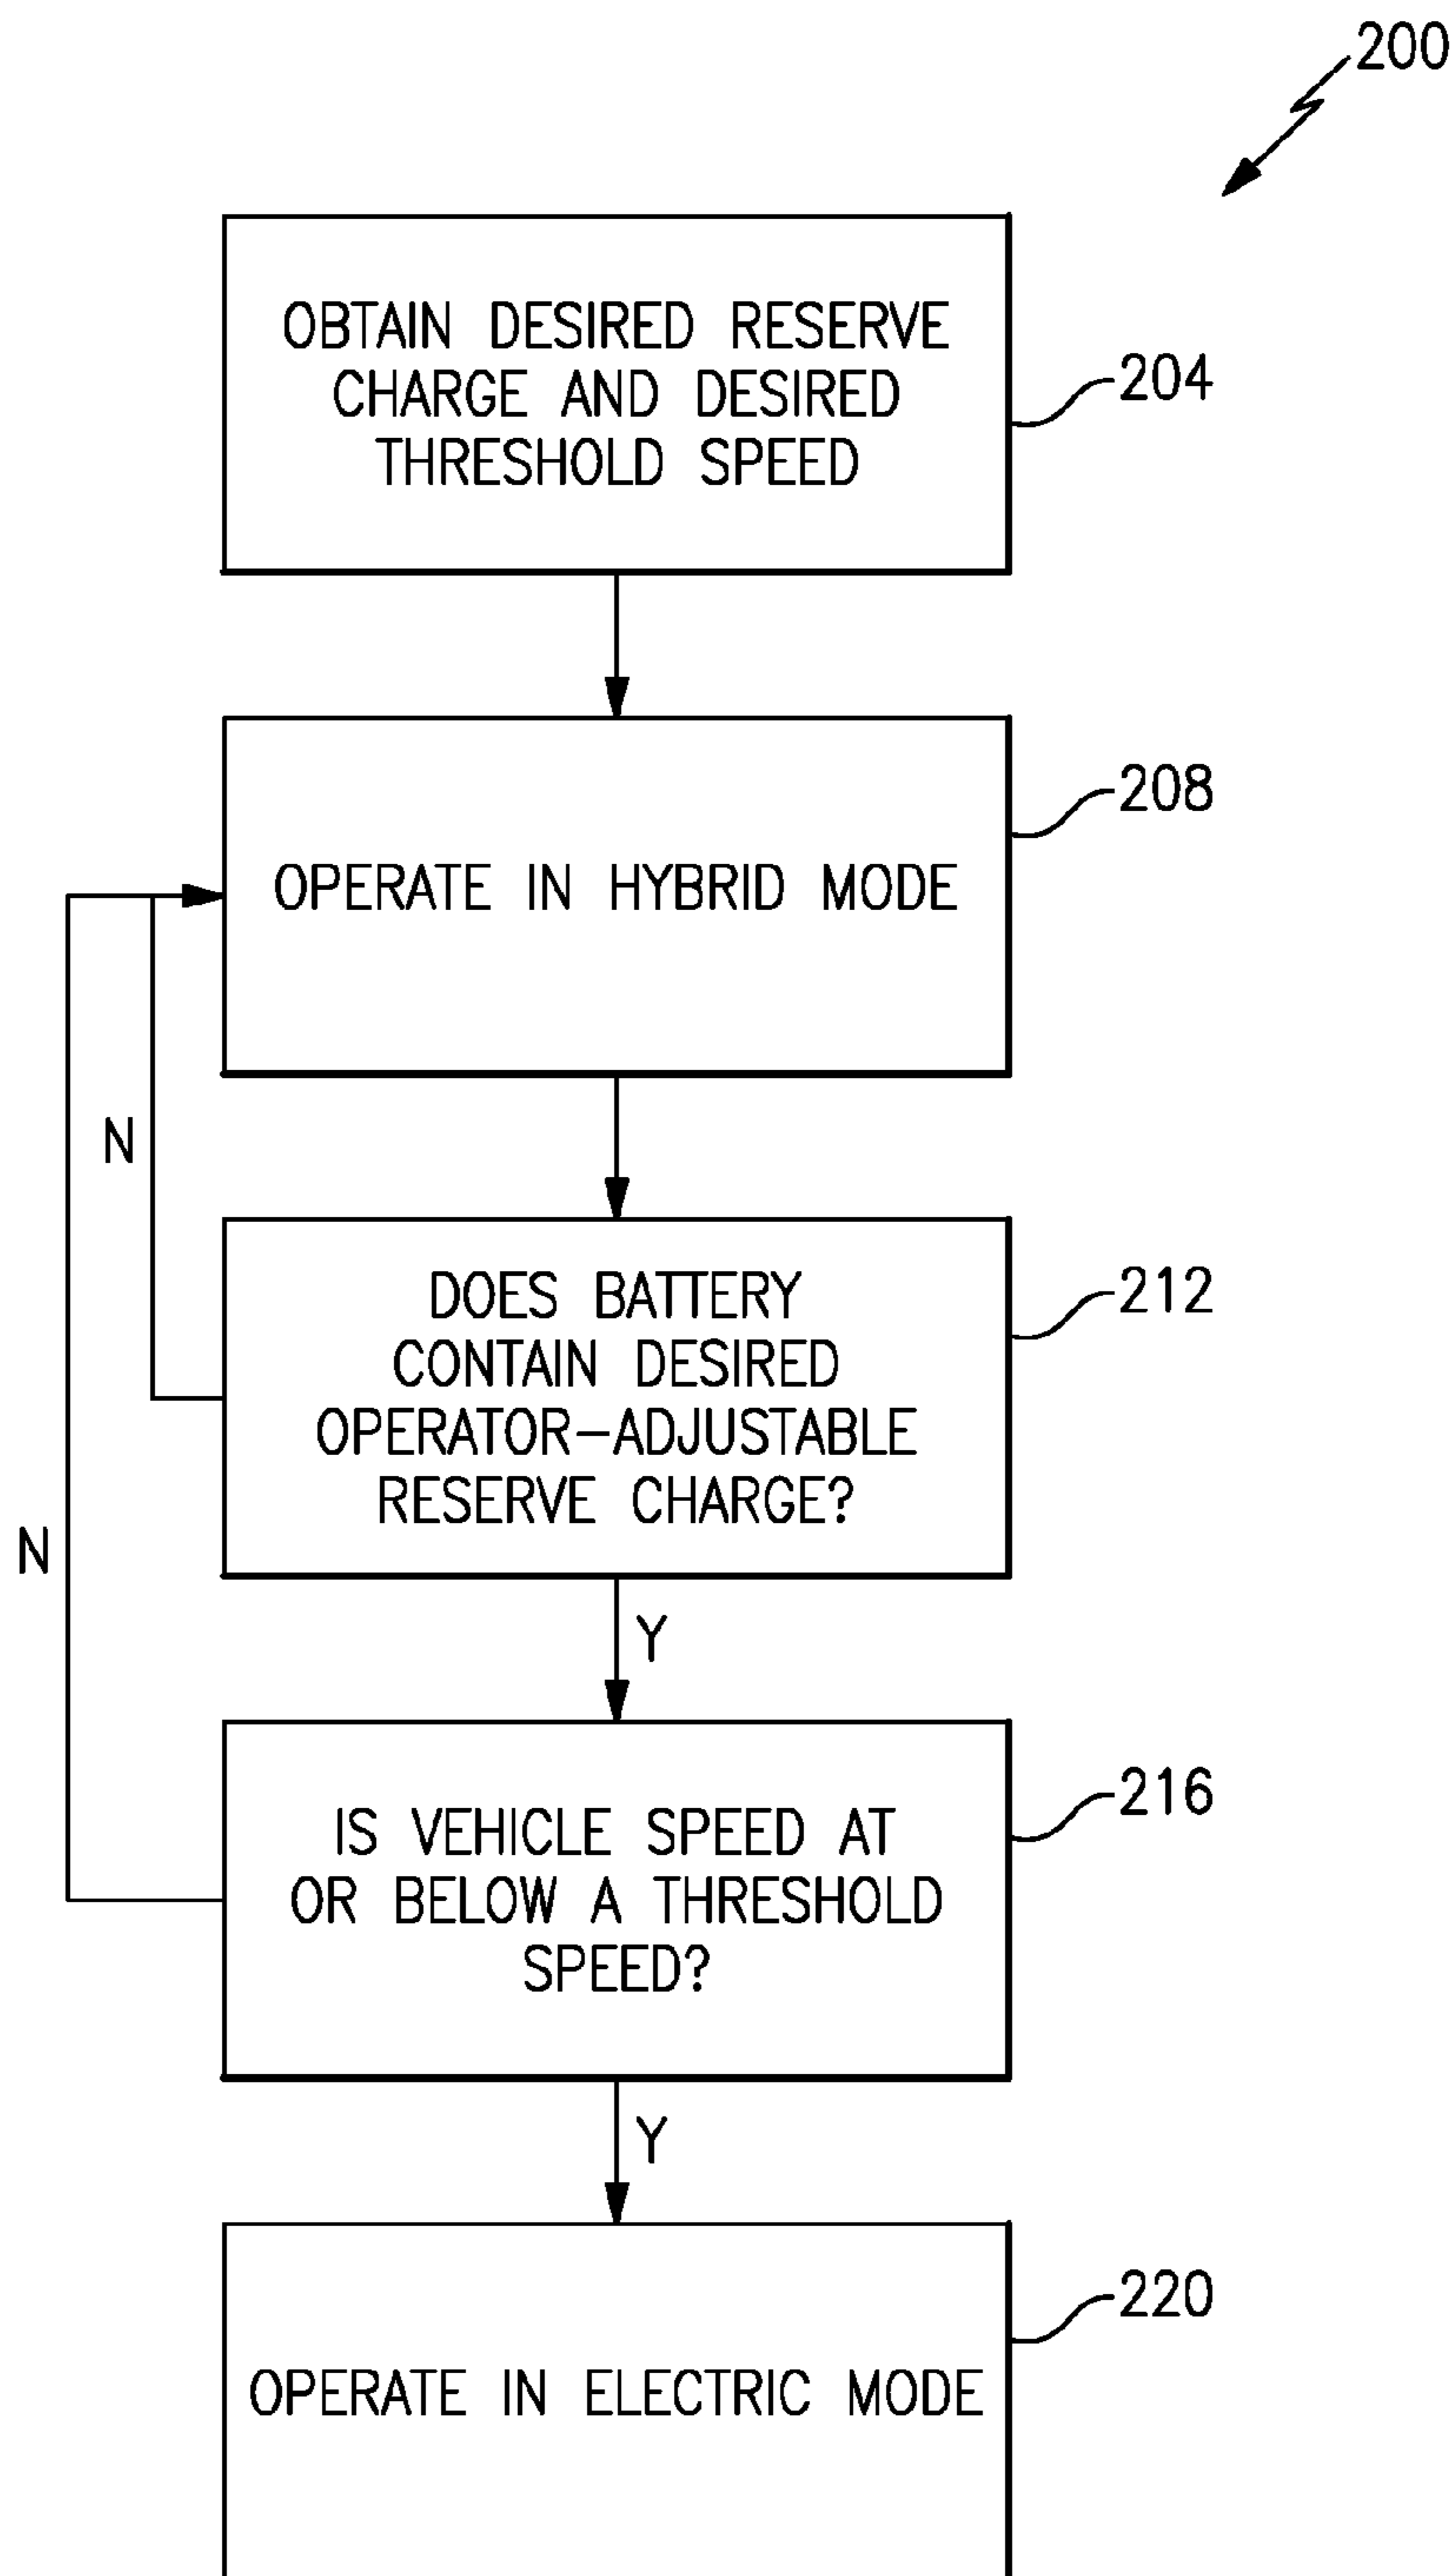 200
OBTAIN DESIRED RESERVE
CHARGE AND DESIRED
THRESHOLD SPEED
204
OPERATE IN HYBRID MODE
208
N
DOES BATTERY
CONTAIN DESIRED
OPERATOR-ADJUSTABLE
RESERVE CHARGE?
212
N
Y
IS VEHICLE SPEED AT
OR BELOW A THRESHOLD
SPEED?
216
Y
OPERATE IN ELECTRIC MODE
220